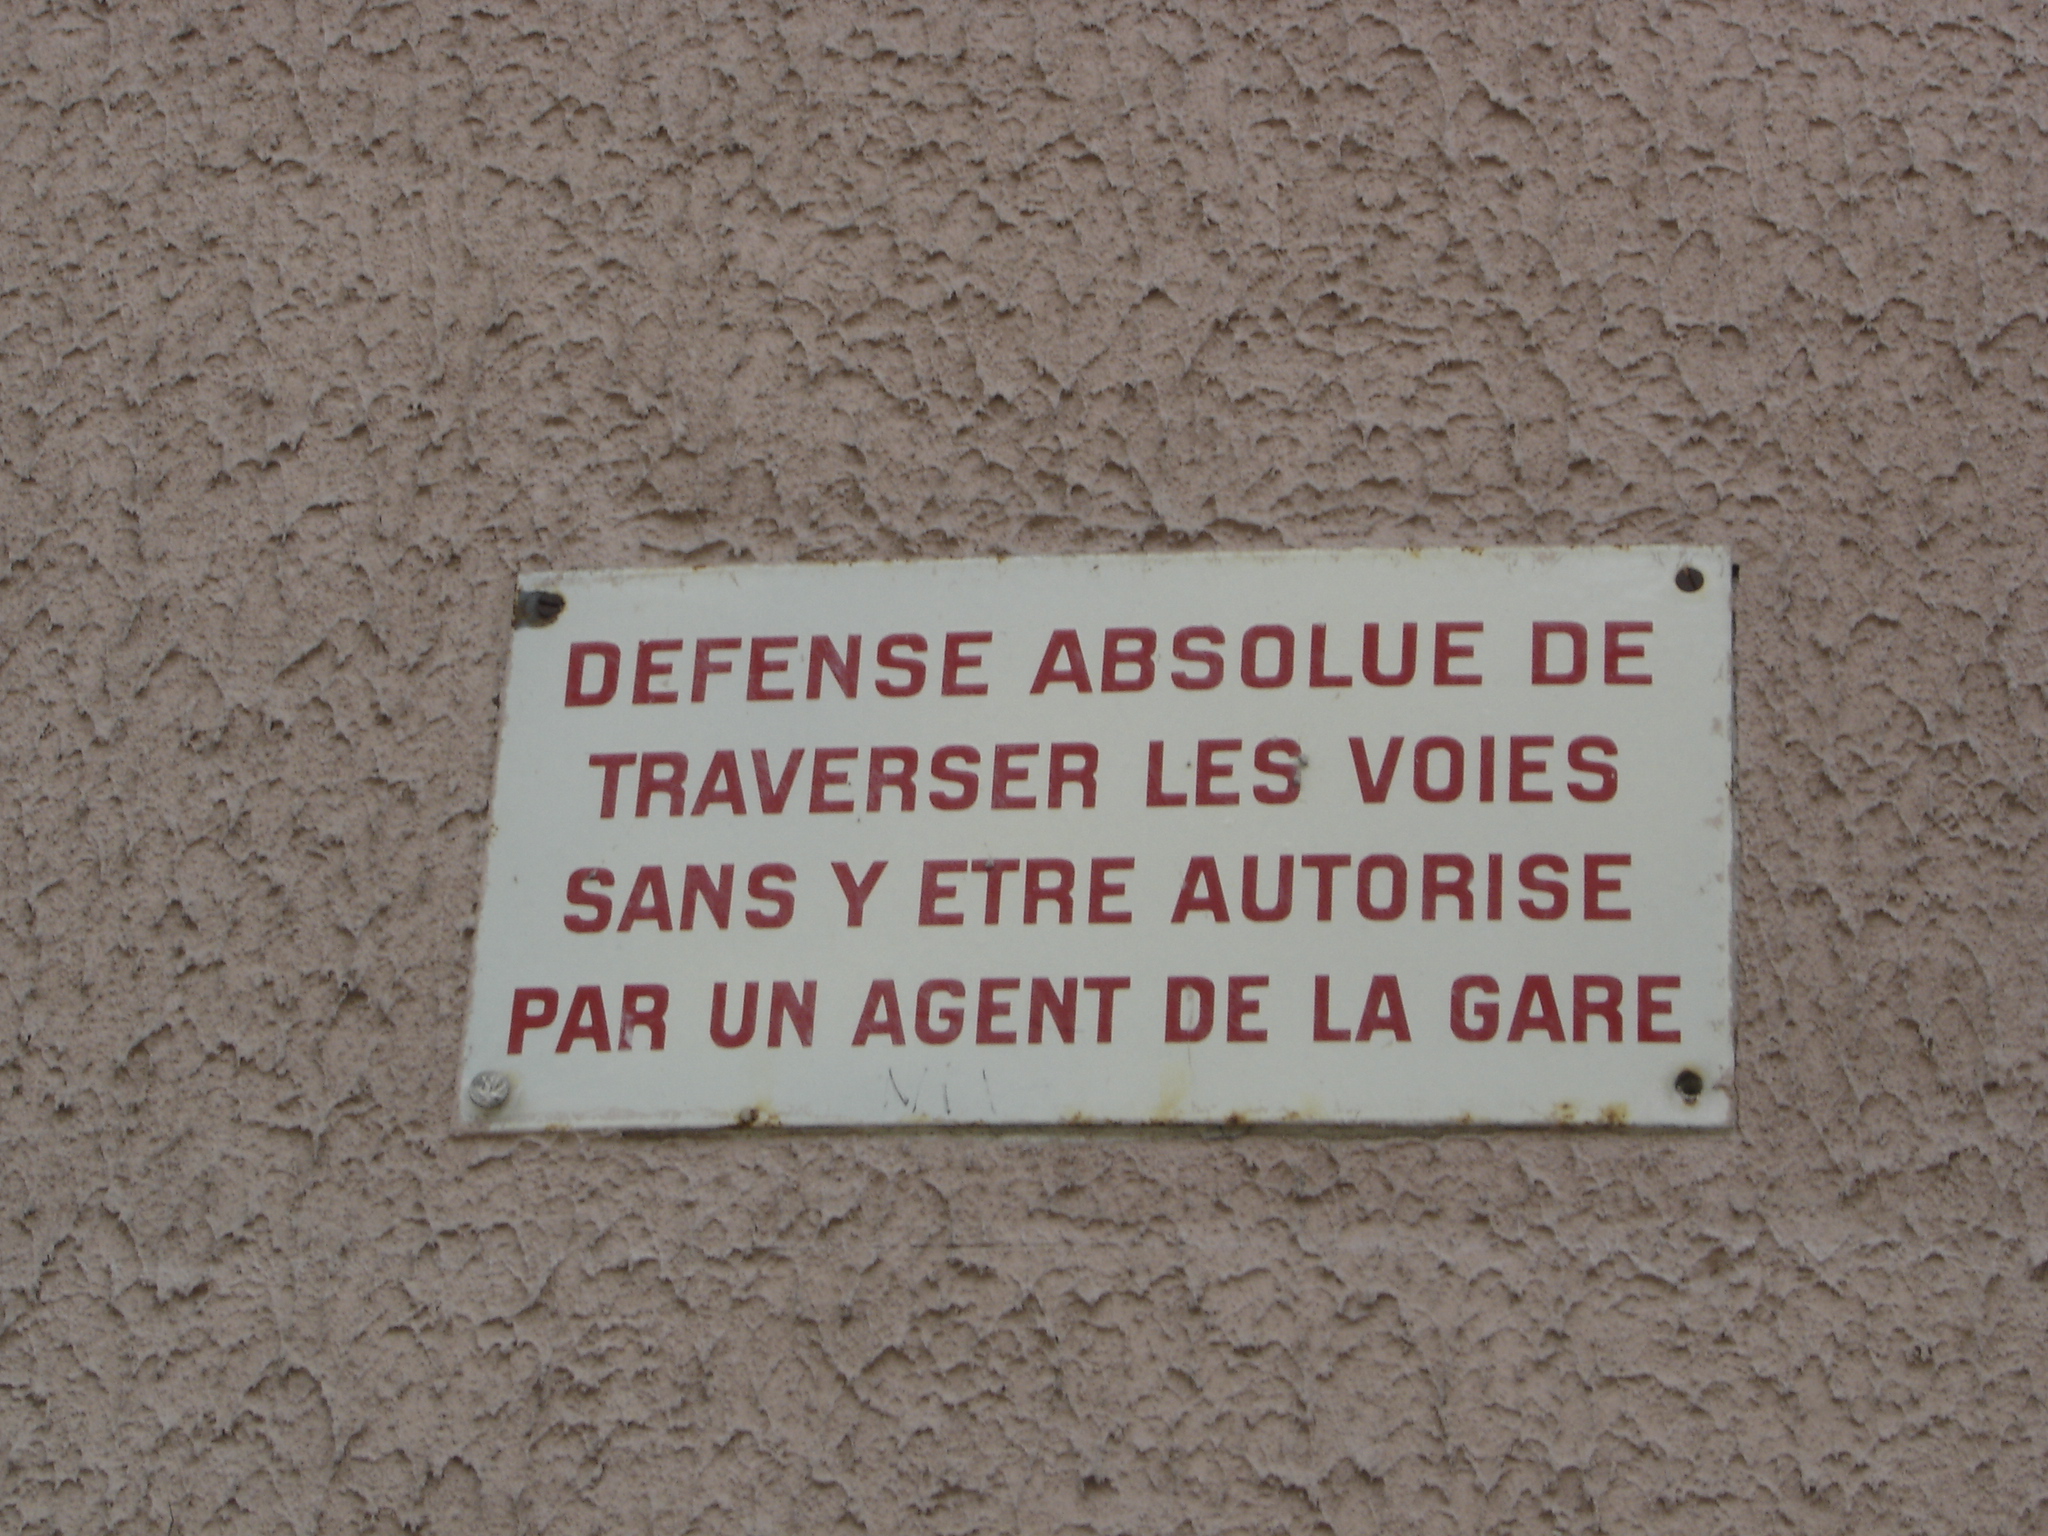 DEFENSE ABSOLUE DE
TRAVERSER LES VOIES
SANS Y ETRE AUTORISE
PAR UN AGENT DE LA GARE